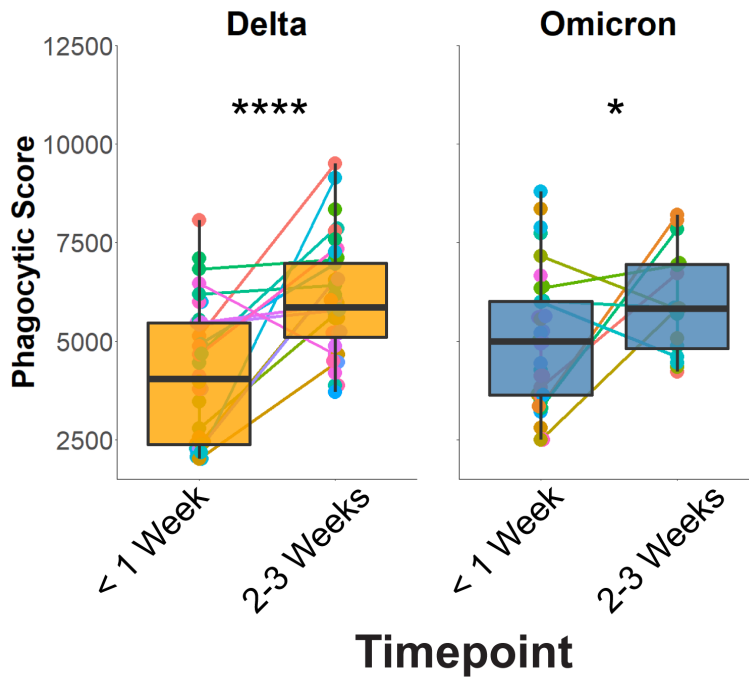 Delta
Omicron
****
*
Phagocytic Score
12500
10000
7500
5000
2500
< 1 Week
2-3 Weeks
< 1 Week
2-3 Weeks
Timepoint